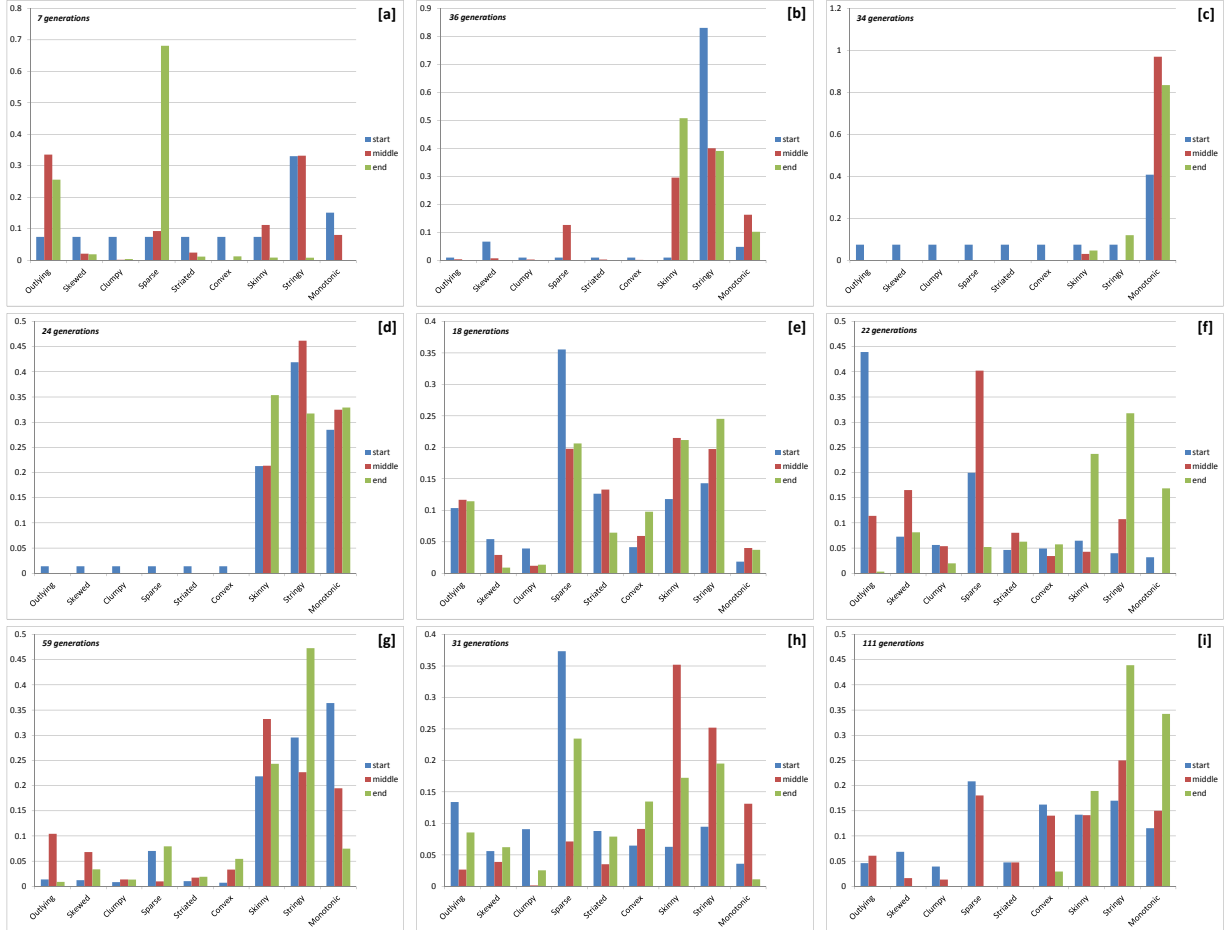 7 generations
[a]
0.8
0.7
0.6
0.5
0.4
0.3
0.2
0.1
0
Outlying
Skewed
Clumpy
Sparse
Striated
Convex
Skinny
Stringy
Monotonic
start
middle
end
36 generations
[b]
0.9
0.8
0.7
0.6
0.5
0.4
0.3
0.2
0.1
0
Outlying
Skewed
Clumpy
Sparse
Striated
Convex
Skinny
Stringy
Monotonic
start
middle
end
34 generations
[c]
1.2
1
0.8
0.6
0.4
0.2
0
Outlying
Skewed
Clumpy
Sparse
Striated
Convex
Skinny
Stringy
Monotonic
start
middle
end
24 generations
[d]
0.5
0.45
0.4
0.35
0.3
0.25
0.2
0.15
0.1
0.05
0
Outlying
Skewed
Clumpy
Sparse
Striated
Convex
Skinny
Stringy
Monotonic
start
middle
end
18 generations
[e]
0.4
0.35
0.3
0.25
0.2
0.15
0.1
0.05
0
Outlying
Skewed
Clumpy
Sparse
Striated
Convex
Skinny
Stringy
Monotonic
start
middle
end
22 generations
[f]
0.5
0.45
0.4
0.35
0.3
0.25
0.2
0.15
0.1
0.05
0
Outlying
Skewed
Clumpy
Sparse
Striated
Convex
Skinny
Stringy
Monotonic
start
middle
end
59 generations
[g]
0.5
0.45
0.4
0.35
0.3
0.25
0.2
0.15
0.1
0.05
0
Outlying
Skewed
Clumpy
Sparse
Striated
Convex
Skinny
Stringy
Monotonic
start
middle
end
31 generations
[h]
0.4
0.35
0.3
0.25
0.2
0.15
0.1
0.05
0
Outlying
Skewed
Clumpy
Sparse
Striated
Convex
Skinny
Stringy
Monotonic
start
middle
end
111 generations
[i]
0.5
0.45
0.4
0.35
0.3
0.25
0.2
0.15
0.1
0.05
0
Outlying
Skewed
Clumpy
Sparse
Striated
Convex
Skinny
Stringy
Monotonic
start
middle
end